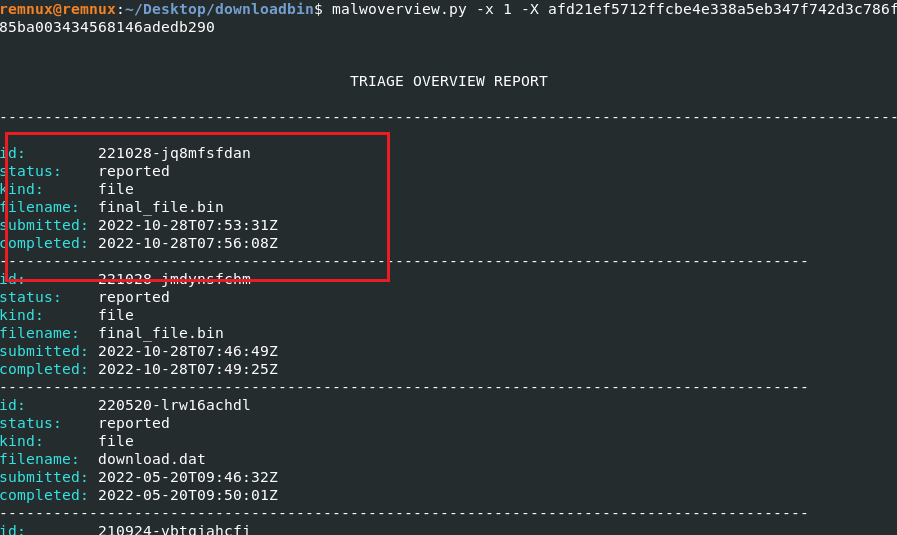 remnux@remnux:~/Desktop/downloadbin$ malwoverview.py -x 1 -X afd21ef5712ffcbe4e338a5eb347f742d3c786f
85ba003434568146adedb290
TRIAGE OVERVIEW REPORT
----------------------------------------------------------------------------------------------------
id: 221028-jq8mfsfdan
status: reported
kind: file
filename: final_file.bin
submitted: 2022-10-28T07:53:31Z
completed: 2022-10-28T07:56:08Z
------------------------------------------------------------------------------------------
id: 221028-jmdynsfchm
status: reported
kind: file
filename: final_file.bin
submitted: 2022-10-28T07:46:49Z
completed: 2022-10-28T07:49:25Z
------------------------------------------------------------------------------------------
id: 220520-lrw16achdl
status: reported
kind: file
filename: download.dat
submitted: 2022-05-20T09:46:32Z
completed: 2022-05-20T09:50:01Z
------------------------------------------------------------------------------------------
id: 210924-vbtqjahcfj